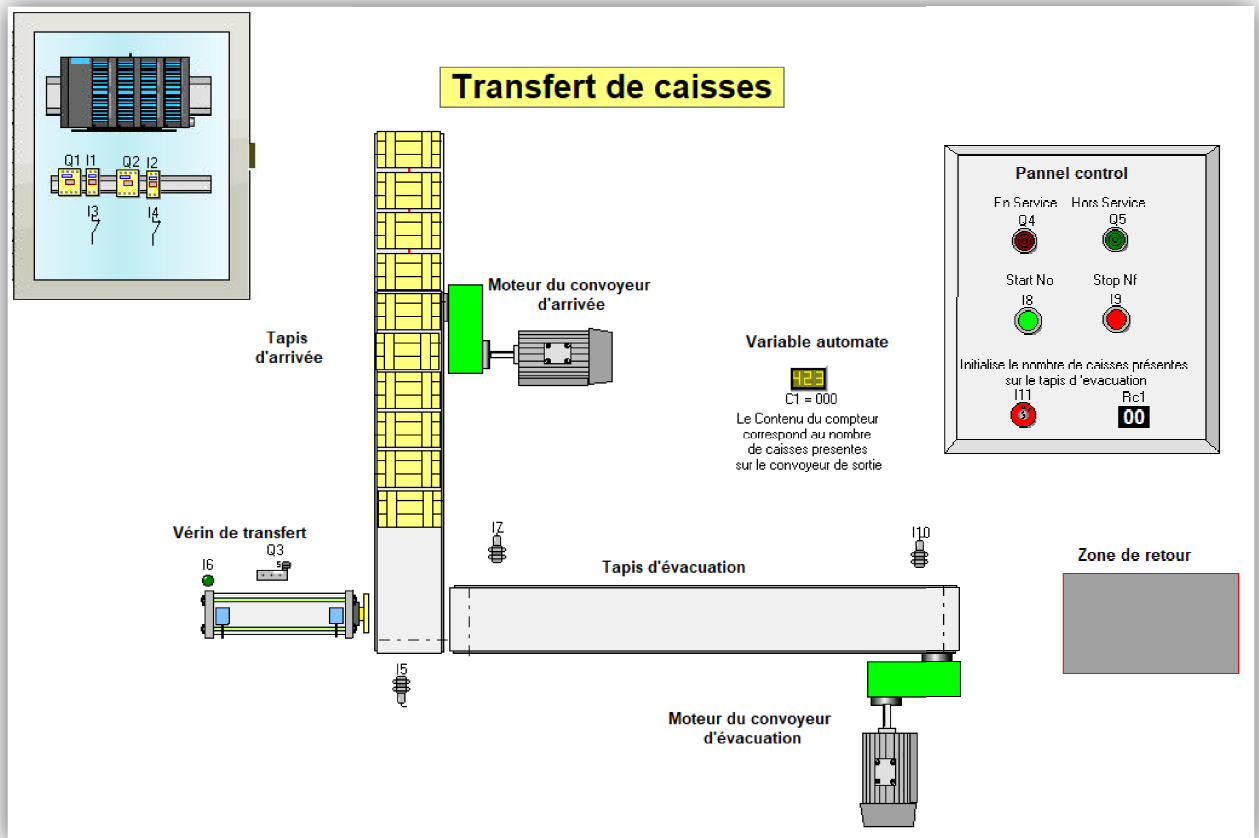 Transfert de caisses
Q1 I1 Q2 I2
I3 I4
Pannel control
En Service Hors Service
Q4 Q5
Start No Stop Nf
I8 I9
Initialise le nombre de caisses présentes
sur le tapis d 'evacuation
I11 Rc1
00
Moteur du convoyeur
d'arrivée
Tapis
d'arrivée
Variable automate
423
C1 = 000
Le Contenu du compteur
correspond au nombre
de caisses presentes
sur le convoyeur de sortie
Vérin de transfert
Q3
I6
I7
I10
Tapis d'évacuation
Zone de retour
I5
Moteur du convoyeur
d'évacuation